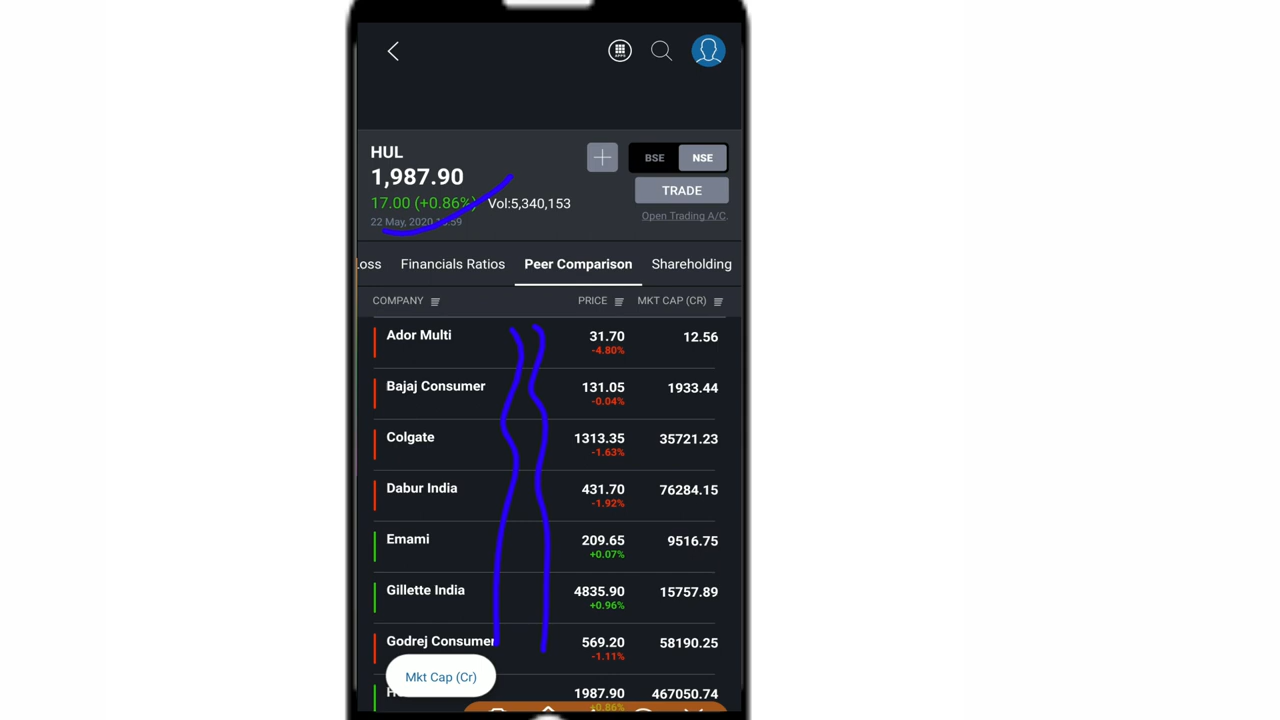 APPS
HUL
1,987.90
17.00 (+0.86%) Vol:5,340,153
22 May, 2020
BSE NSE
TRADE
Open Trading A/C.
Loss Financials Ratios Peer Comparison Shareholding
COMPANY PRICE MKT CAP (CR)
Ador Multi 31.70 12.56
-4.80%
Bajaj Consumer 131.05 1933.44
-0.04%
Colgate 1313.35 35721.23
-1.63%
Dabur India 431.70 76284.15
-1.92%
Emami 209.65 9516.75
+0.07%
Gillette India 4835.90 15757.89
+0.96%
Godrej Consumer 569.20 58190.25
-1.11%
Mkt Cap (Cr)
1987.90 467050.74
+0.86%